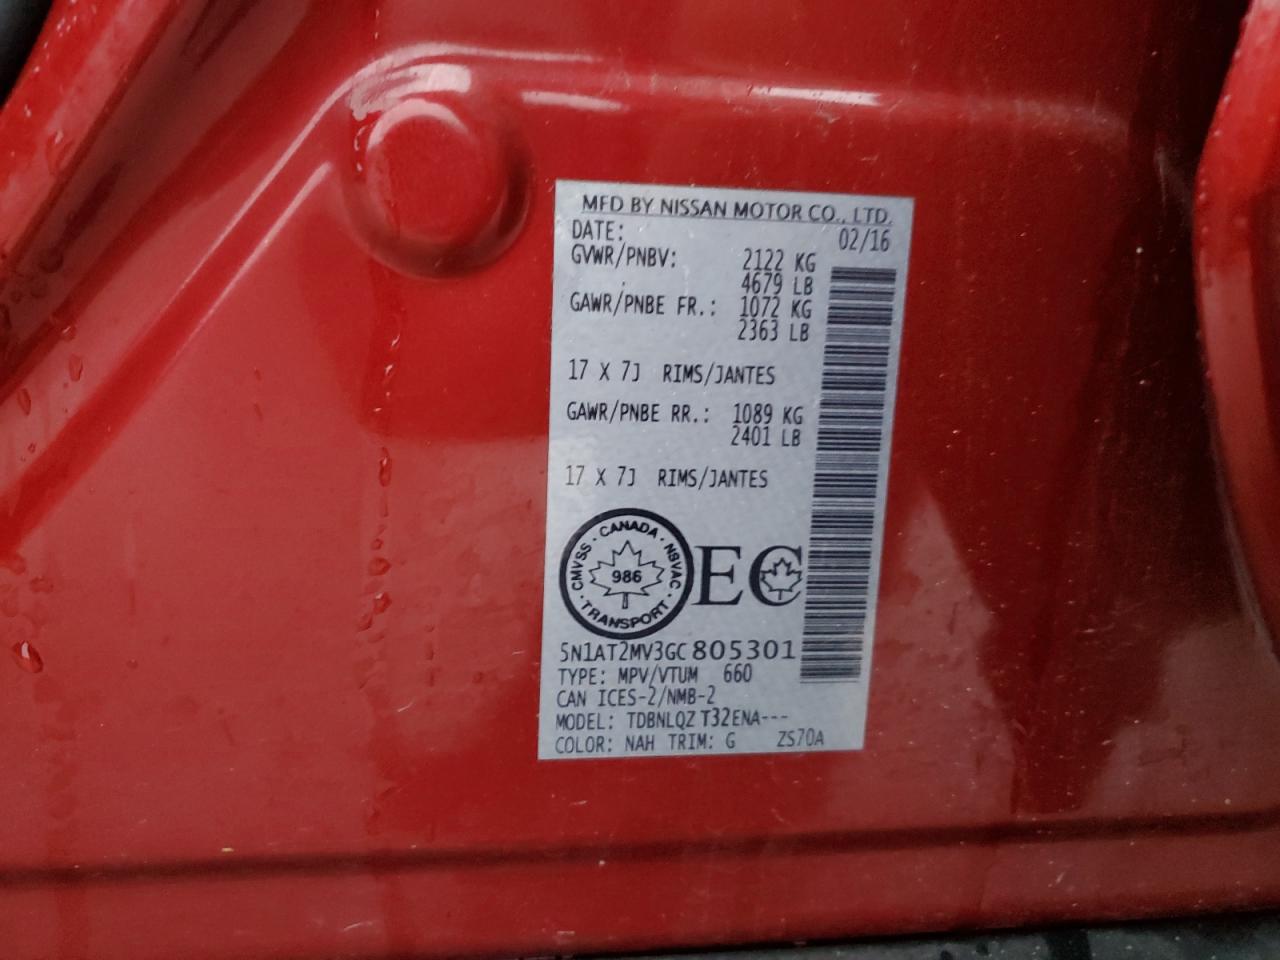 MFD BY NISSAN MOTOR CO., LTD.
DATE: 02/16
GVWR/PNBV: 2122 KG
4679 LB
GAWR/PNBE FR.: 1072 KG
2363 LB
17 X 7J RIMS/JANTES
GAWR/PNBE RR.: 1089 KG
2401 LB
17 X 7J RIMS/JANTES
CMVSS · CANADA · NSVAC · TRANSPORT ·
986
EC
5N1AT2MV3GC805301
TYPE: MPV/VTUM 660
CAN ICES-2/NMB-2
MODEL: TDBNLQZ T32ENA---
COLOR: NAH TRIM: G ZS70A